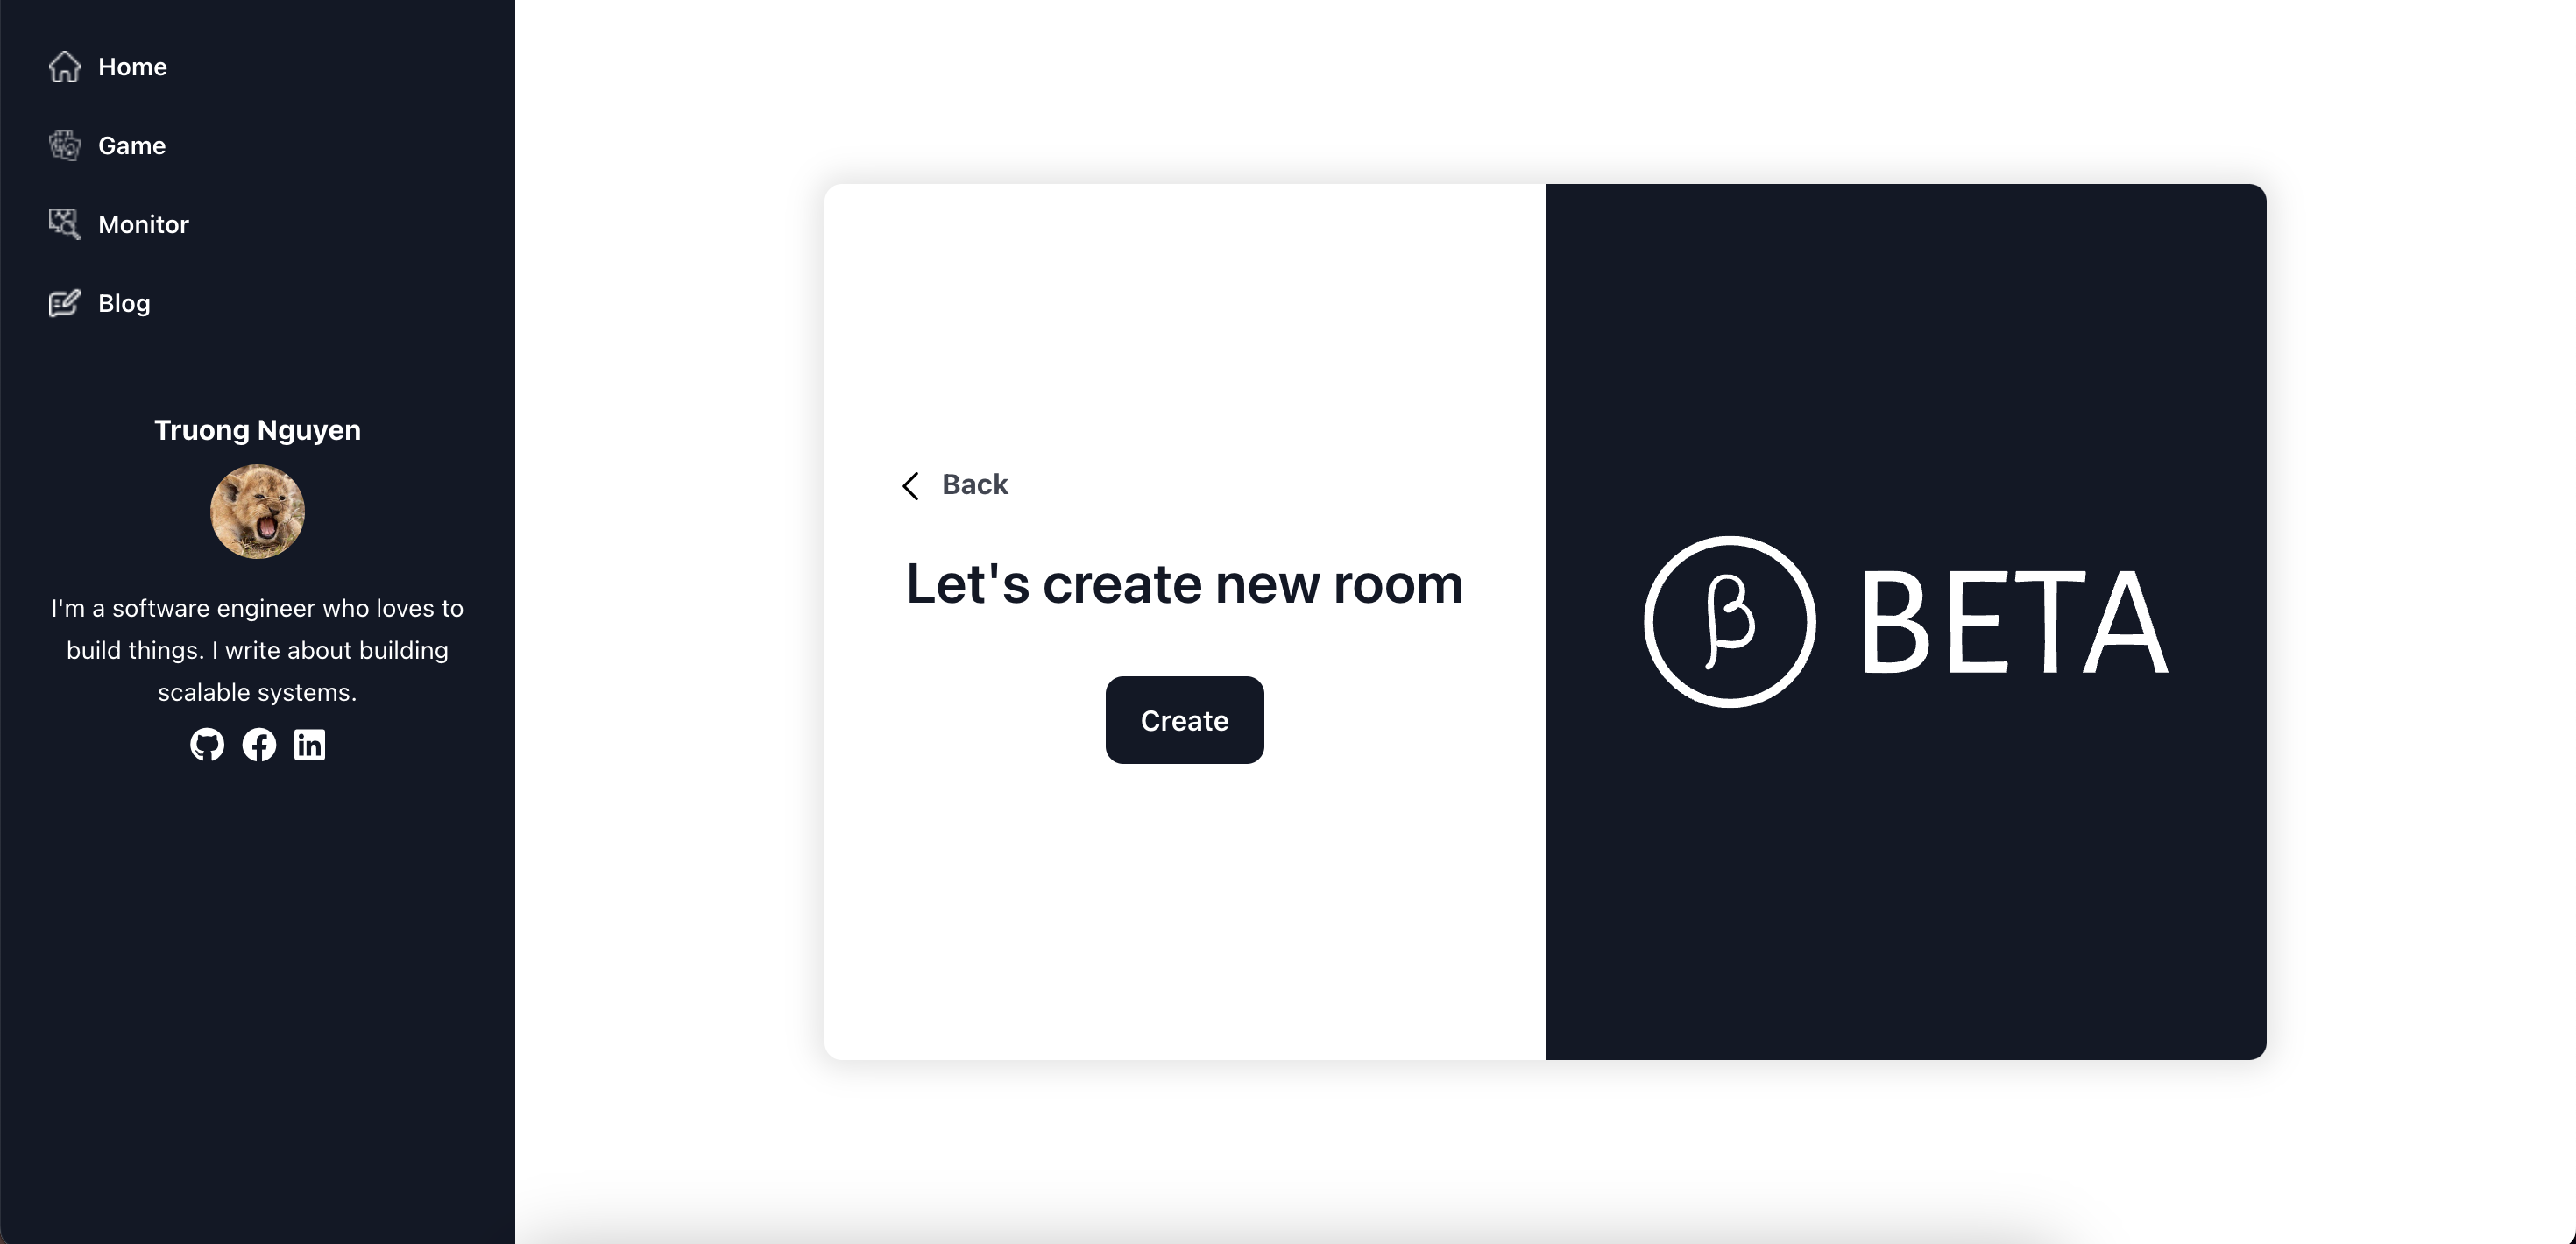 Home
Game
Monitor
Blog
Truong Nguyen
I'm a software engineer who loves to
build things. I write about building
scalable systems.
in
Back
Let's create new room
Create
β BETA